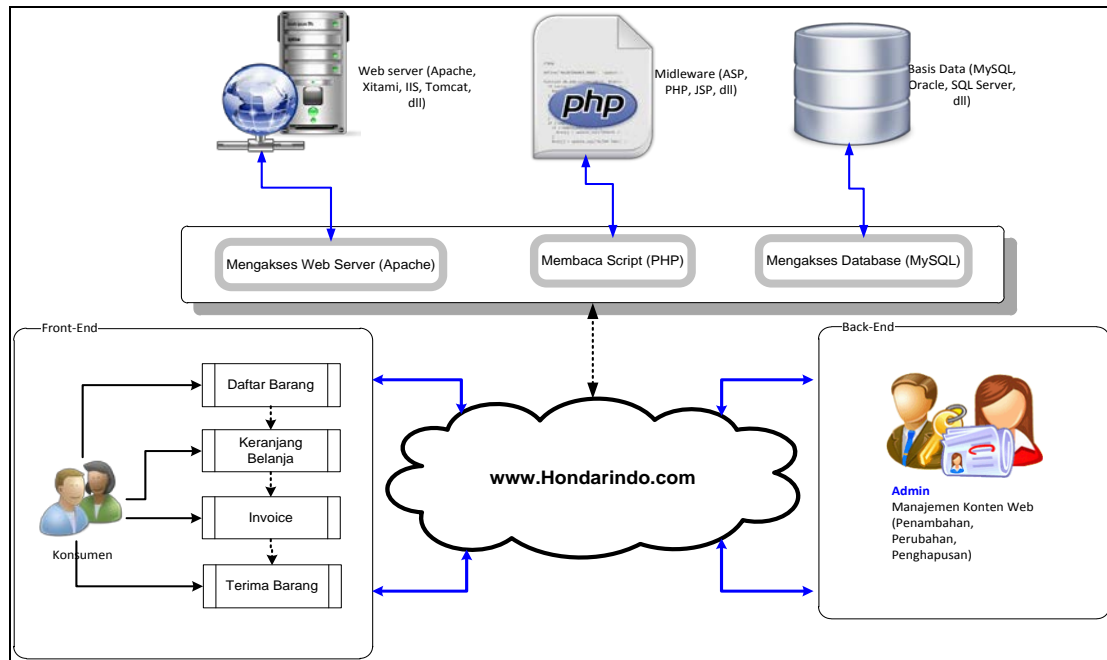 Web server (Apache,
Xitami, IIS, Tomcat,
dll)
php
Midleware (ASP,
PHP, JSP, dll)
Basis Data (MySQL,
Oracle, SQL Server,
dll)
Mengakses Web Server (Apache)
Membaca Script (PHP)
Mengakses Database (MySQL)
Front-End
Daftar Barang
Keranjang
Belanja
Invoice
Terima Barang
Konsumen
www.Hondarindo.com
Back-End
Admin
Manajemen Konten Web
(Penambahan,
Perubahan,
Penghapusan)